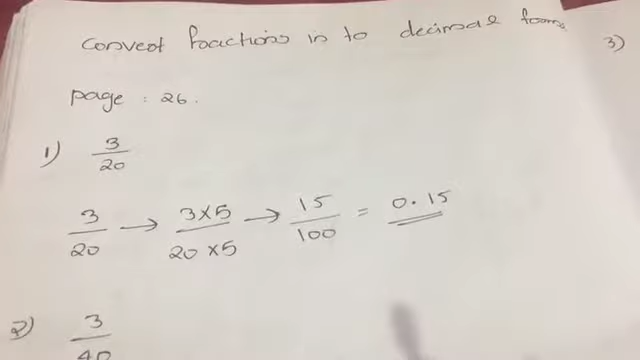 Convert fractions in to decimal form
page : 26.
3)
1) 3/20
3/20 → 3×5/20×5 → 15/100 = 0.15
2) 3/40